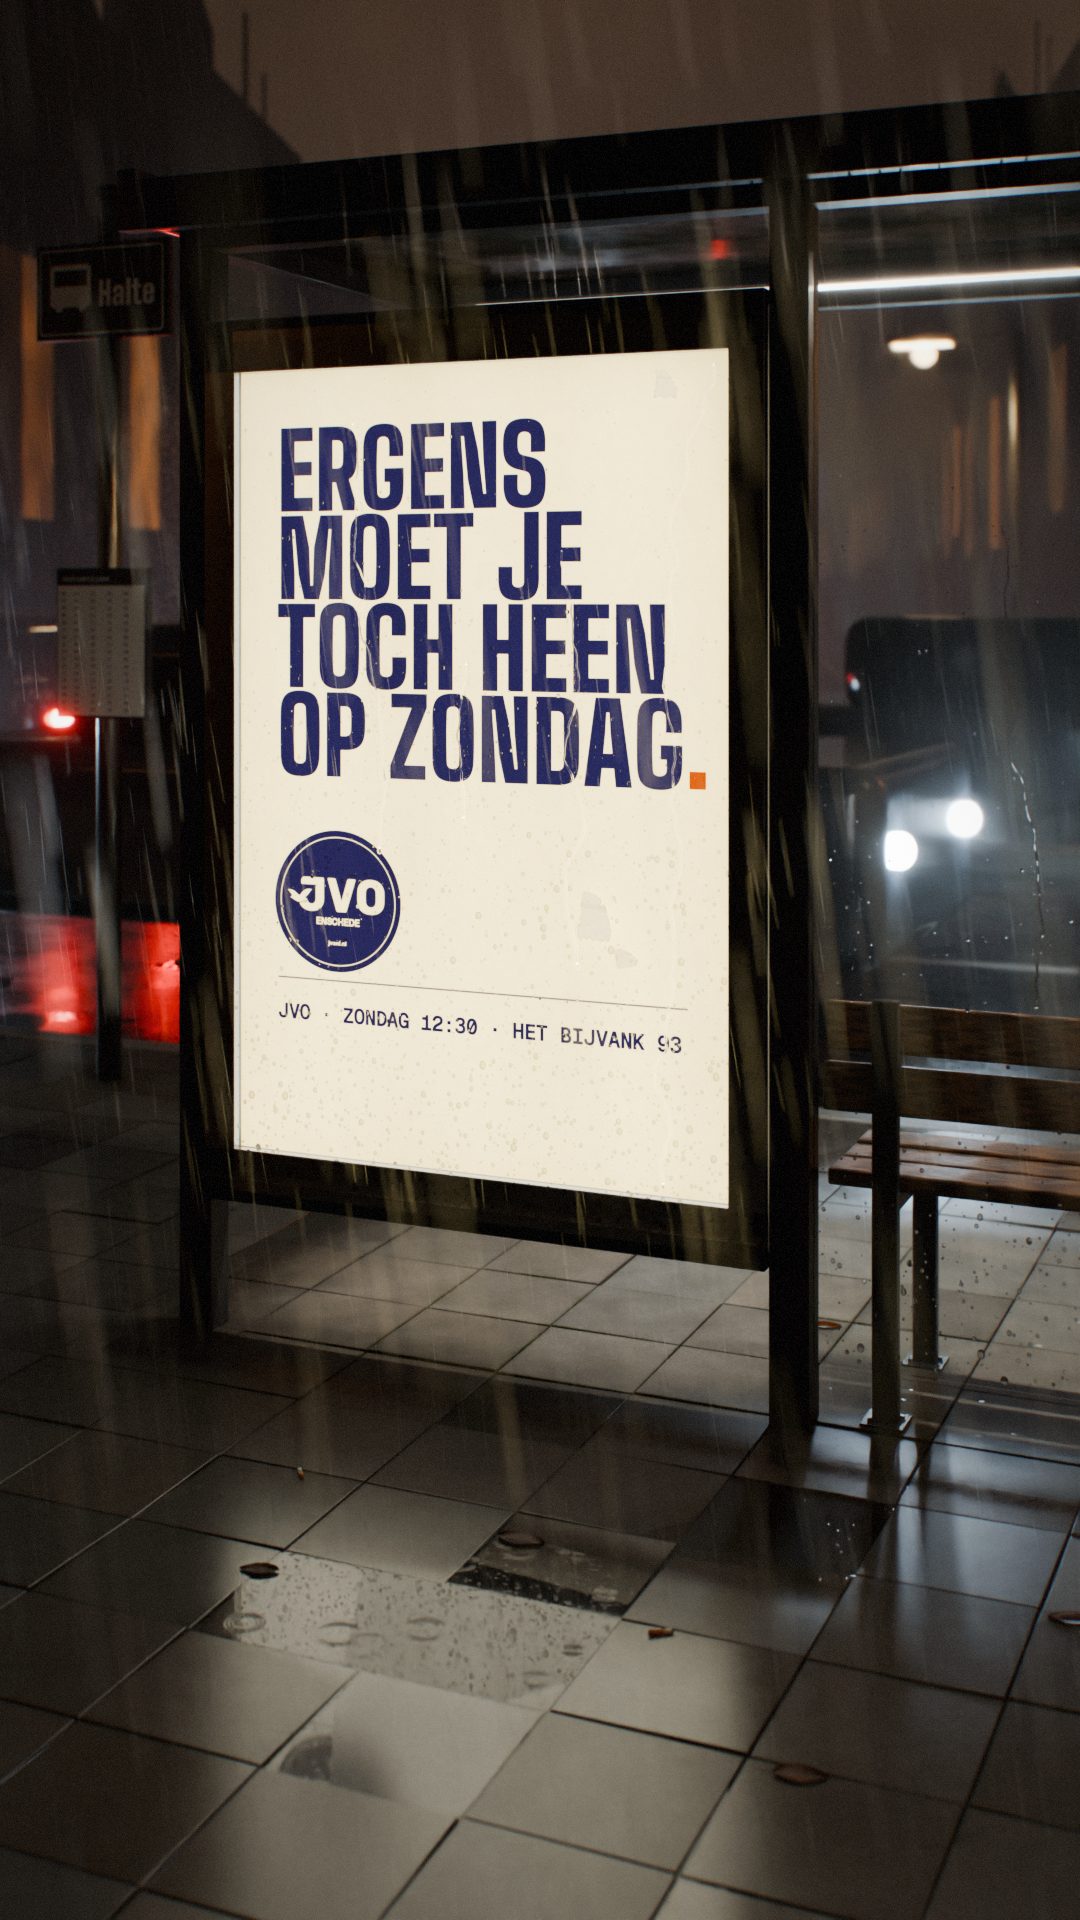 Halte
ERGENS
MOET JE
TOCH HEEN
OP ZONDAG.
JVO
ENSCHEDE
JVO · ZONDAG 12:30 · HET BIJVANK 93